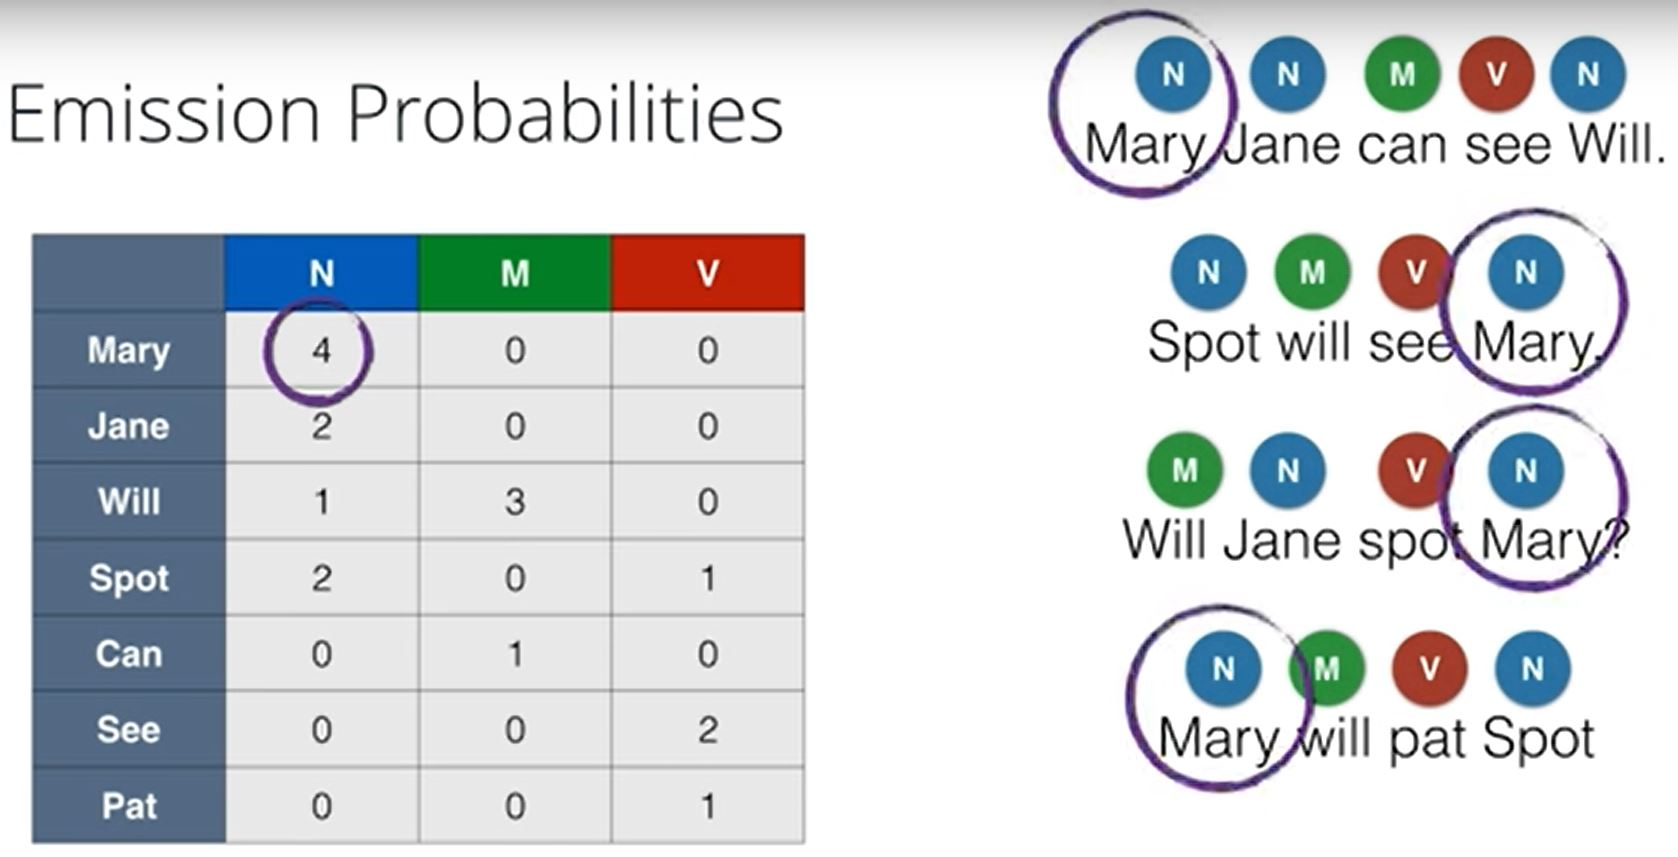 Emission Probabilities
N M V
Mary 4 0 0
Jane 2 0 0
Will 1 3 0
Spot 2 0 1
Can 0 1 0
See 0 0 2
Pat 0 0 1
N N M V N
Mary Jane can see Will.
N M V N
Spot will see Mary.
M N V N
Will Jane spot Mary?
N M V N
Mary will pat Spot